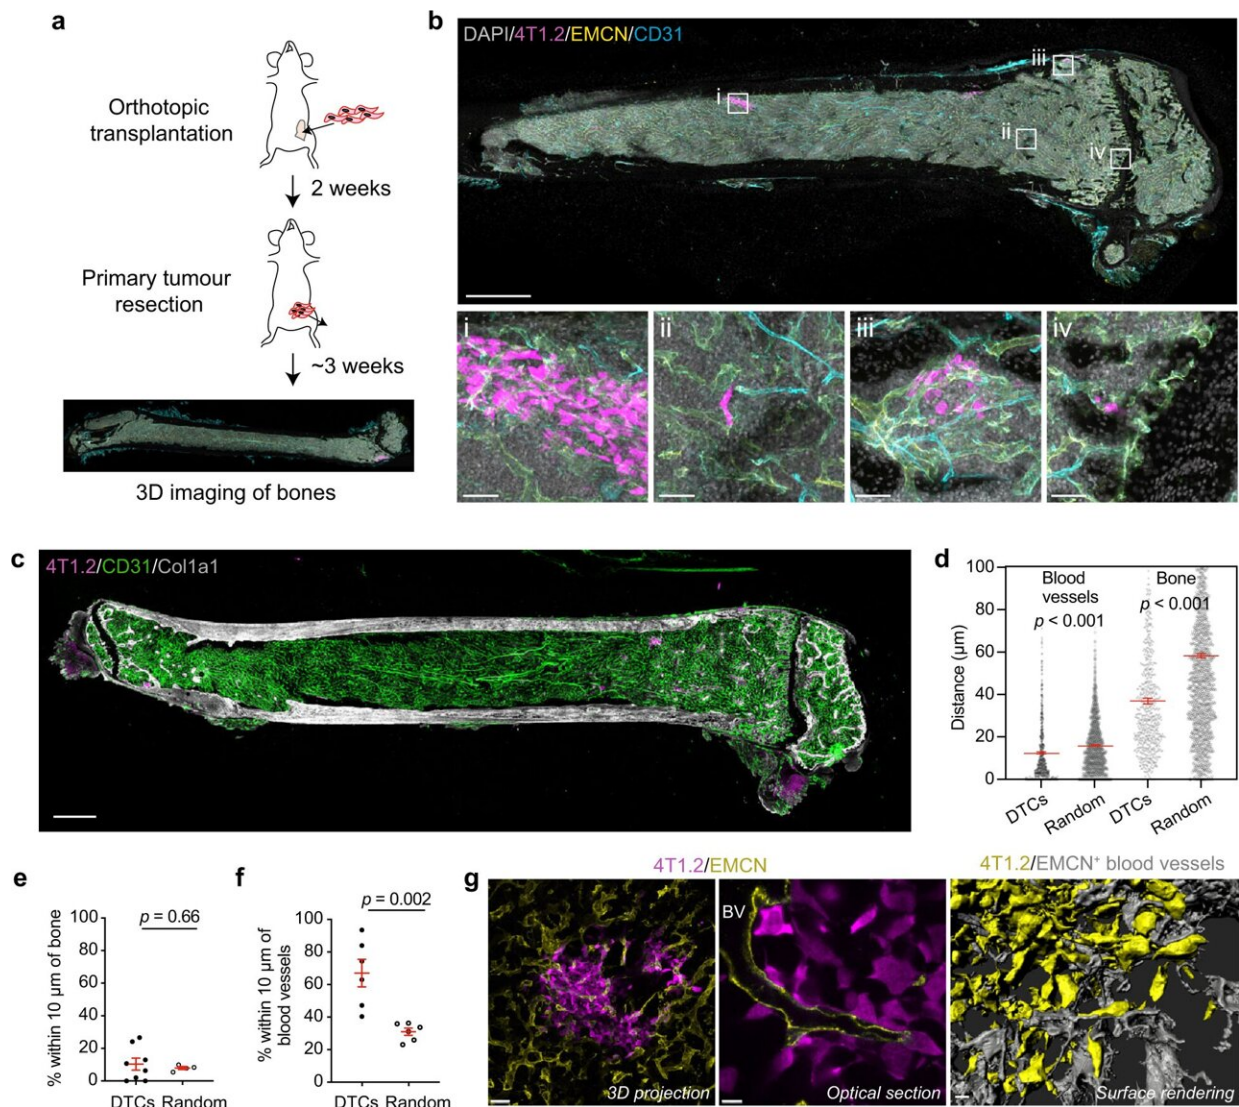 a
Orthotopic
transplantation
2 weeks
Primary tumour
resection
~3 weeks
3D imaging of bones
b
DAPI/4T1.2/EMCN/CD31
i
ii
iii
iv
i
ii
iii
iv
c
4T1.2/CD31/Col1a1
d
Distance (μm)
100
80
60
40
20
0
Blood
vessels
p < 0.001
Bone
p < 0.001
DTCs
Random
DTCs
Random
e
% within 10 μm of bone
100
80
60
40
20
0
p = 0.66
DTCs Random
f
% within 10 μm of
blood vessels
100
80
60
40
20
0
p = 0.002
DTCs Random
g
4T1.2/EMCN
4T1.2/EMCN⁺ blood vessels
3D projection
BV
Optical section
Surface rendering